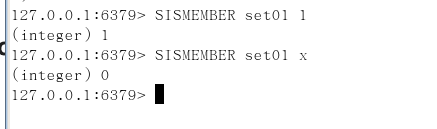 127.0.0.1:6379> SISMEMBER set01 1
(integer) 1
127.0.0.1:6379> SISMEMBER set01 x
(integer) 0
127.0.0.1:6379>